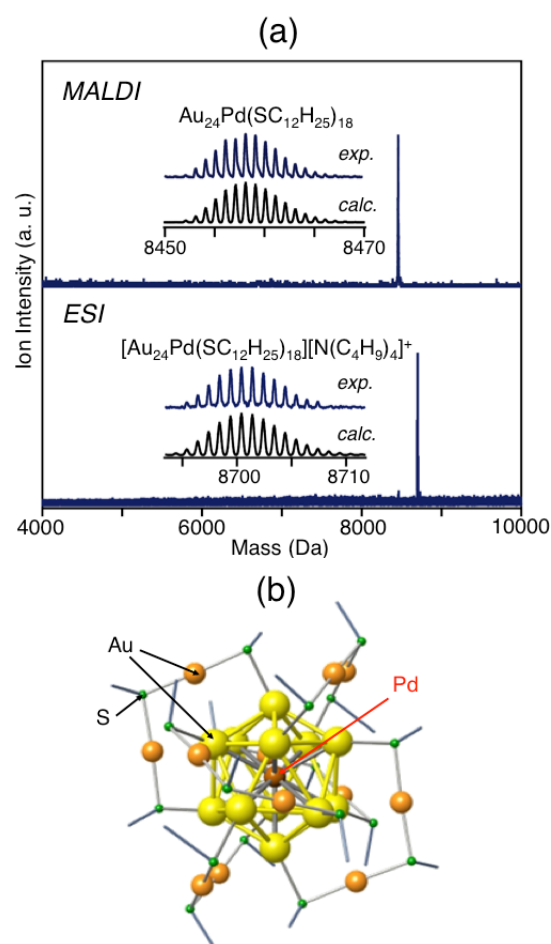 (a)
MALDI
Au₂₄Pd(SC₁₂H₂₅)₁₈
exp.
calc.
8450 8470
ESI
[Au₂₄Pd(SC₁₂H₂₅)₁₈][N(C₄H₉)₄]⁺
exp.
calc.
8700 8710
Ion Intensity (a. u.)
4000 6000 8000 10000
Mass (Da)
(b)
Au
Pd
S